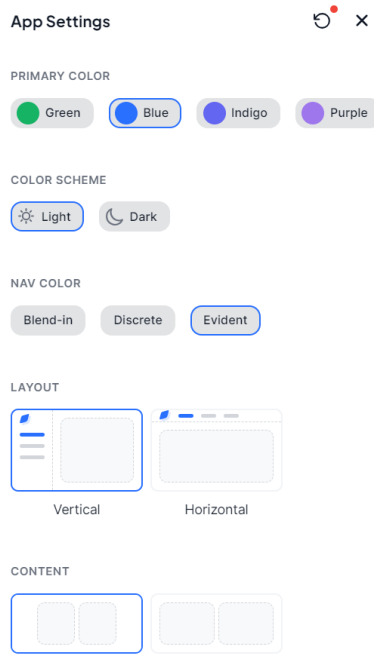 App Settings
PRIMARY COLOR
Green Blue Indigo Purple
COLOR SCHEME
Light Dark
NAV COLOR
Blend-in Discrete Evident
LAYOUT
Vertical Horizontal
CONTENT